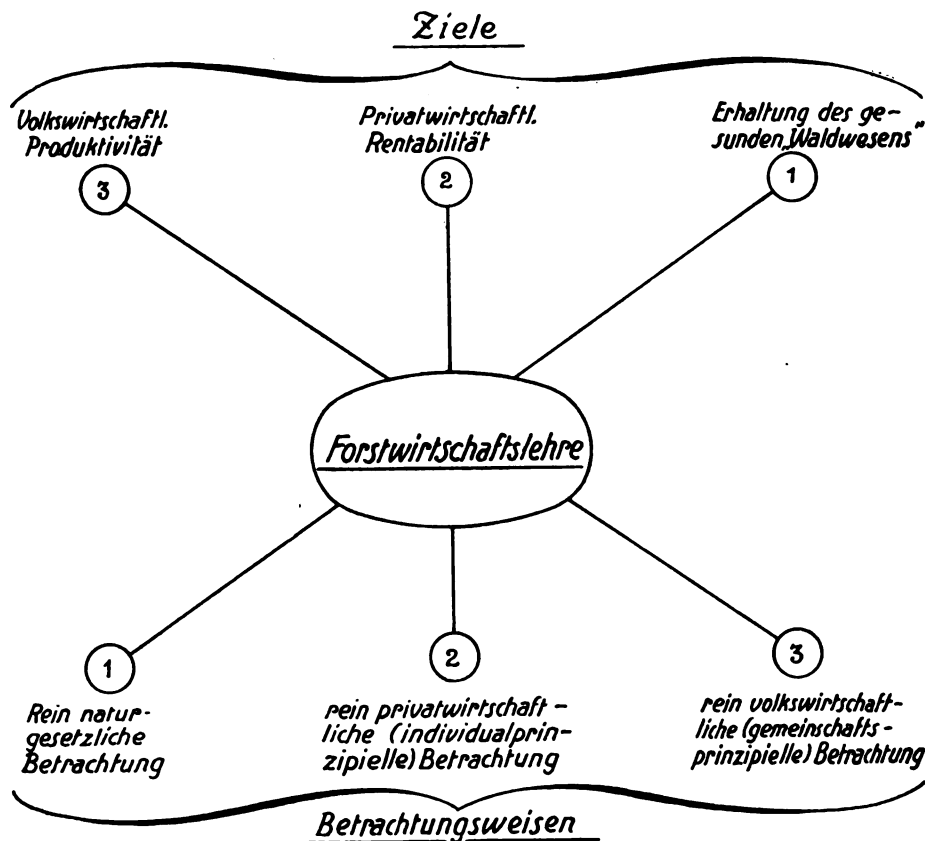 Ziele
Volkswirtschaftl.
Produktivität
3
Privatwirtschaftl.
Rentabilität
2
Erhaltung des ge-
sunden „Waldwesens"
1
Forstwirtschaftslehre
1
Rein natur-
gesetzliche
Betrachtung
2
rein privatwirtschaft-
liche (individualprin-
zipielle) Betrachtung
3
rein volkswirtschaft-
liche (gemeinschafts-
prinzipielle) Betrachtung
Betrachtungsweisen